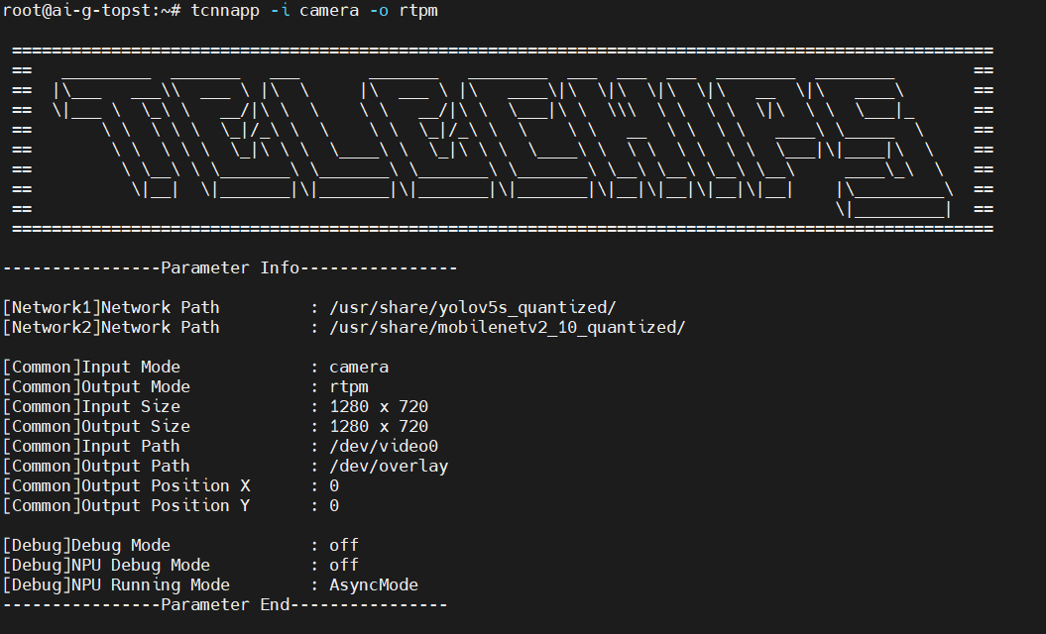 root@ai-g-topst:~# tcnnapp -i camera -o rtpm
TELECHIPS
---------------Parameter Info----------------
[Network1]Network Path : /usr/share/yolov5s_quantized/
[Network2]Network Path : /usr/share/mobilenetv2_10_quantized/
[Common]Input Mode : camera
[Common]Output Mode : rtpm
[Common]Input Size : 1280 x 720
[Common]Output Size : 1280 x 720
[Common]Input Path : /dev/video0
[Common]Output Path : /dev/overlay
[Common]Output Position X : 0
[Common]Output Position Y : 0
[Debug]Debug Mode : off
[Debug]NPU Debug Mode : off
[Debug]NPU Running Mode : AsyncMode
----------------Parameter End----------------